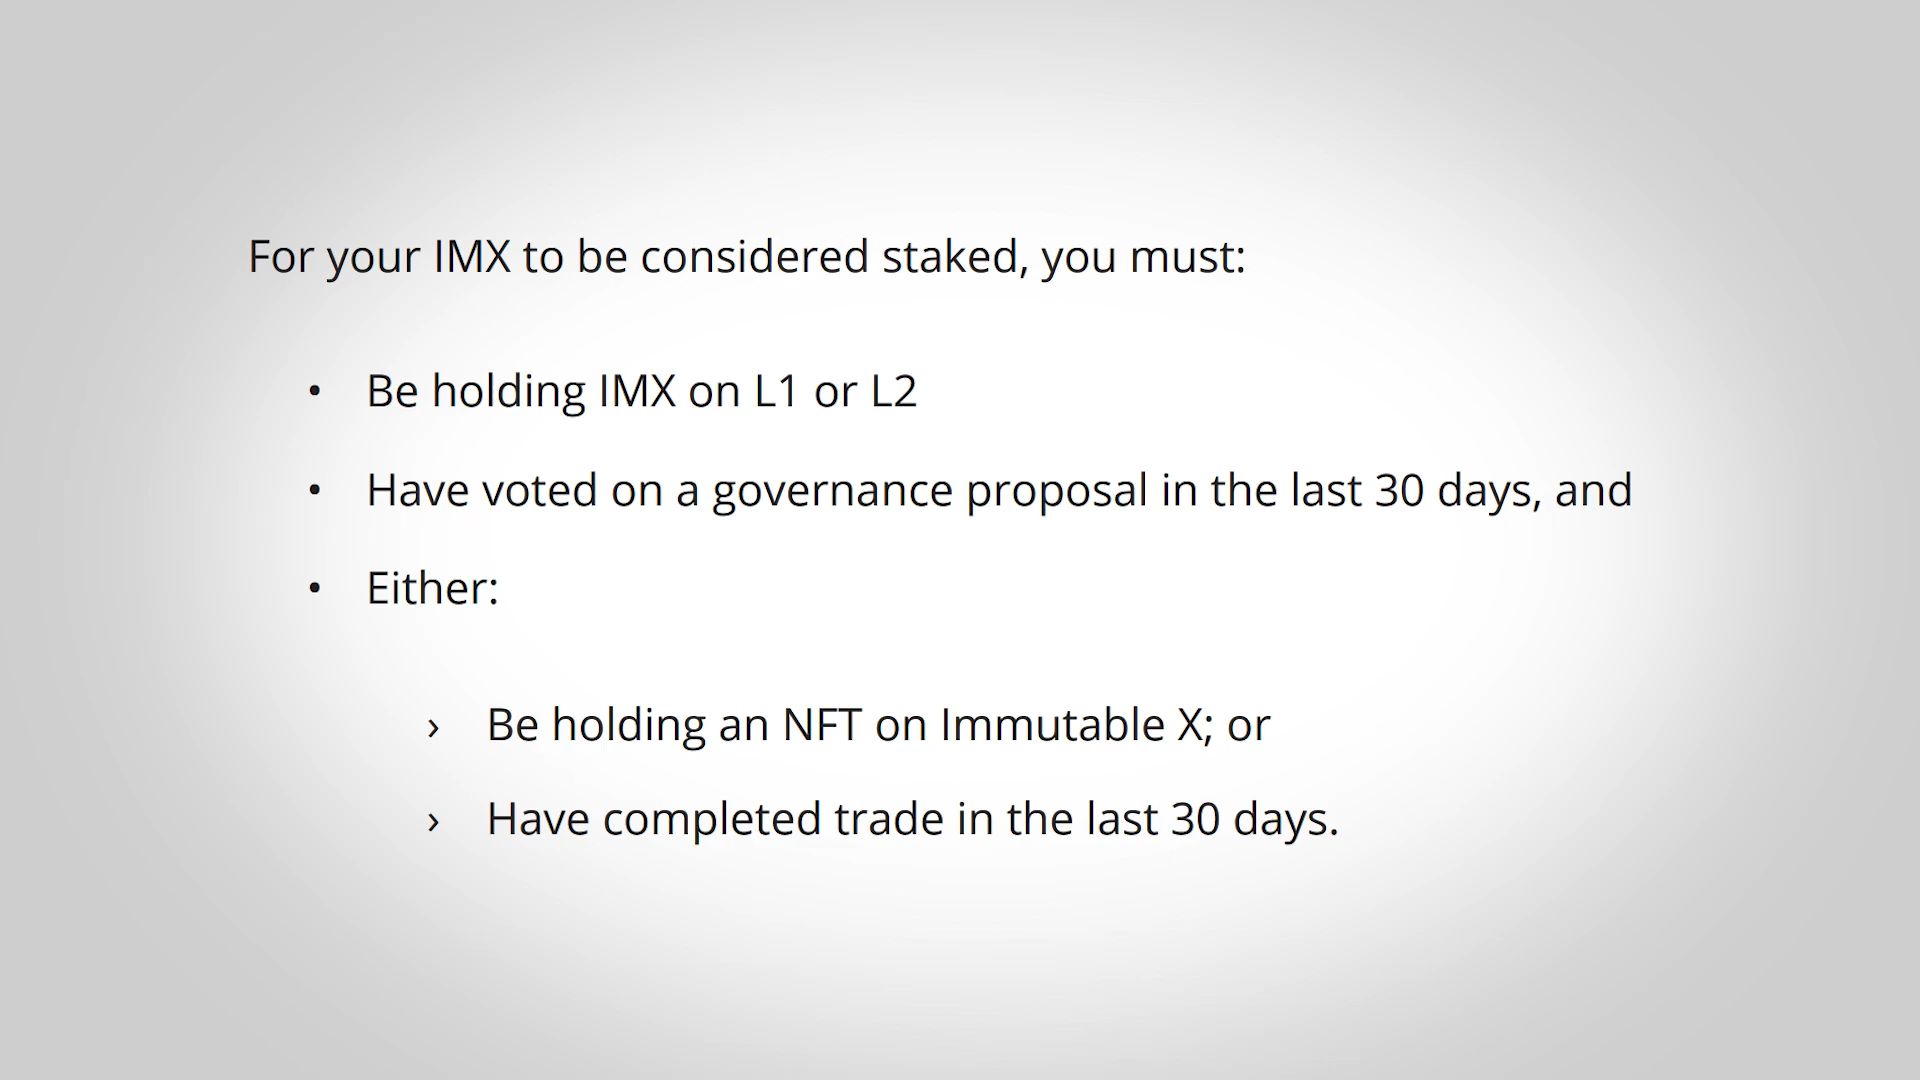 For your IMX to be considered staked, you must:
• Be holding IMX on L1 or L2
• Have voted on a governance proposal in the last 30 days, and
• Either:
› Be holding an NFT on Immutable X; or
› Have completed trade in the last 30 days.